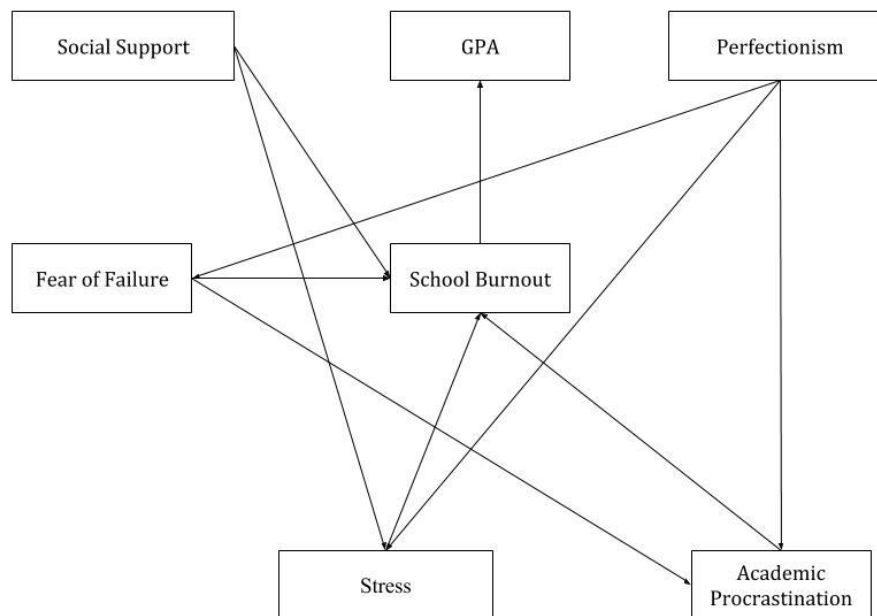 Social Support
GPA
Perfectionism
Fear of Failure
School Burnout
Stress
Academic
Procrastination